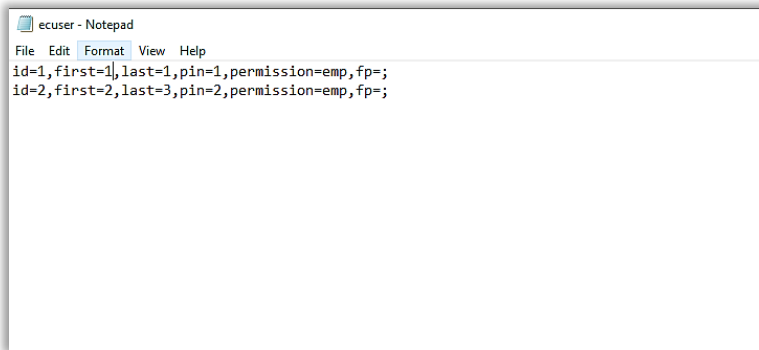 ecuser - Notepad
File Edit Format View Help
id=1,first=1,last=1,pin=1,permission=emp,fp=;
id=2,first=2,last=3,pin=2,permission=emp,fp=;